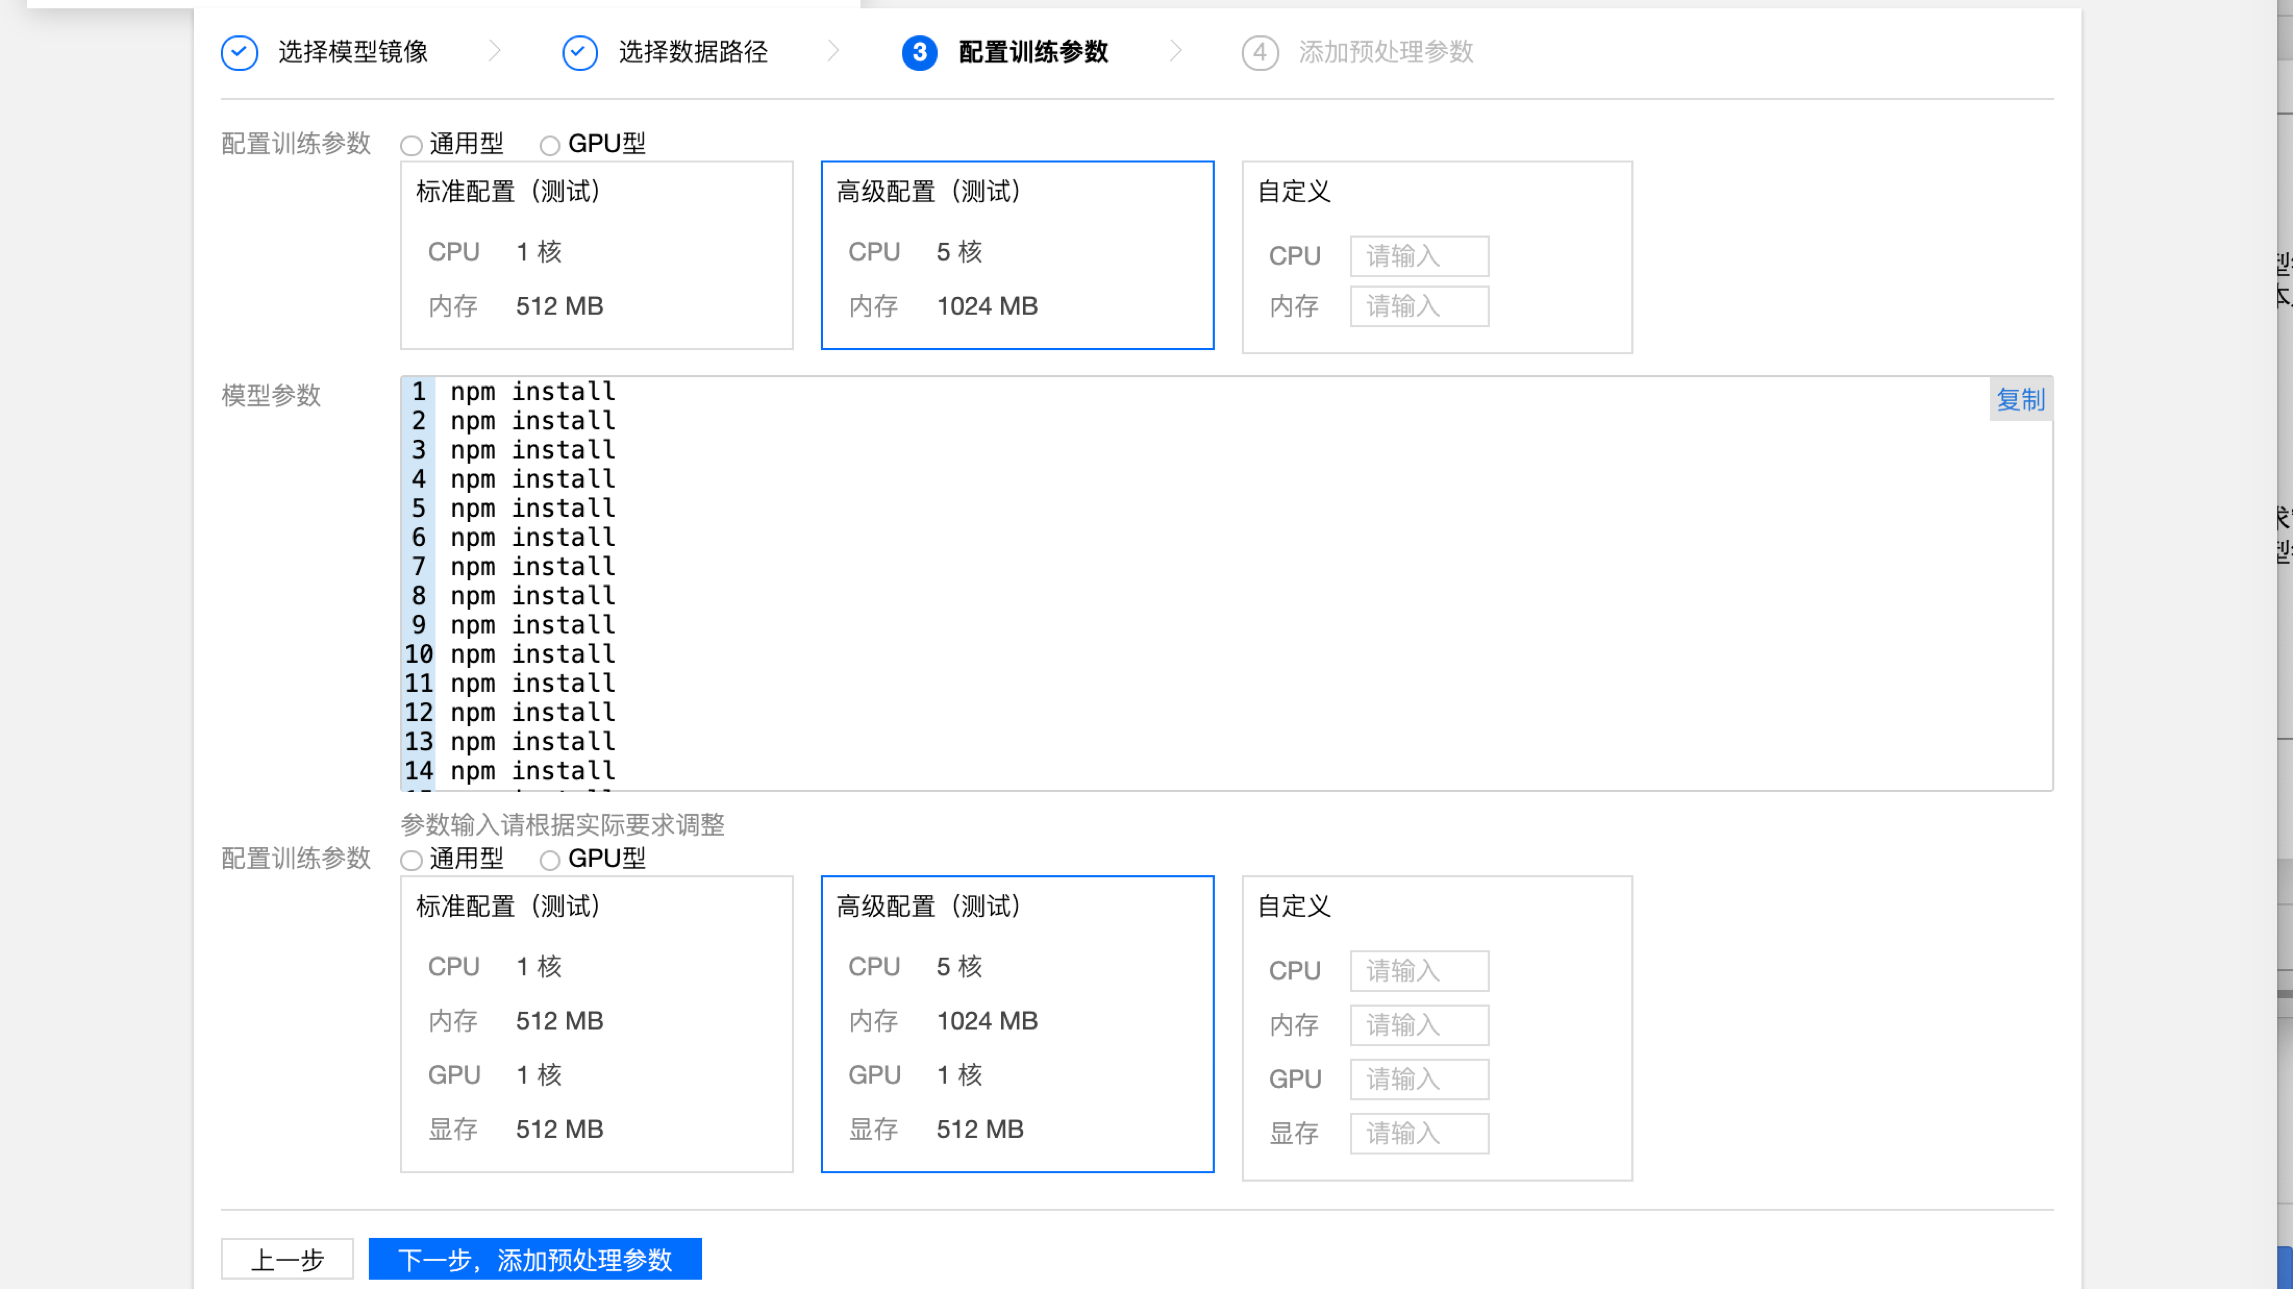 选择模型镜像
选择数据路径
3 配置训练参数
4 添加预处理参数
配置训练参数 通用型 GPU型
标准配置（测试）
CPU 1 核
内存 512 MB
高级配置（测试）
CPU 5 核
内存 1024 MB
自定义
CPU 请输入
内存 请输入
模型参数
复制
1 npm install
2 npm install
3 npm install
4 npm install
5 npm install
6 npm install
7 npm install
8 npm install
9 npm install
10 npm install
11 npm install
12 npm install
13 npm install
14 npm install
参数输入请根据实际要求调整
配置训练参数 通用型 GPU型
标准配置（测试）
CPU 1 核
内存 512 MB
GPU 1 核
显存 512 MB
高级配置（测试）
CPU 5 核
内存 1024 MB
GPU 1 核
显存 512 MB
自定义
CPU 请输入
内存 请输入
GPU 请输入
显存 请输入
上一步
下一步，添加预处理参数